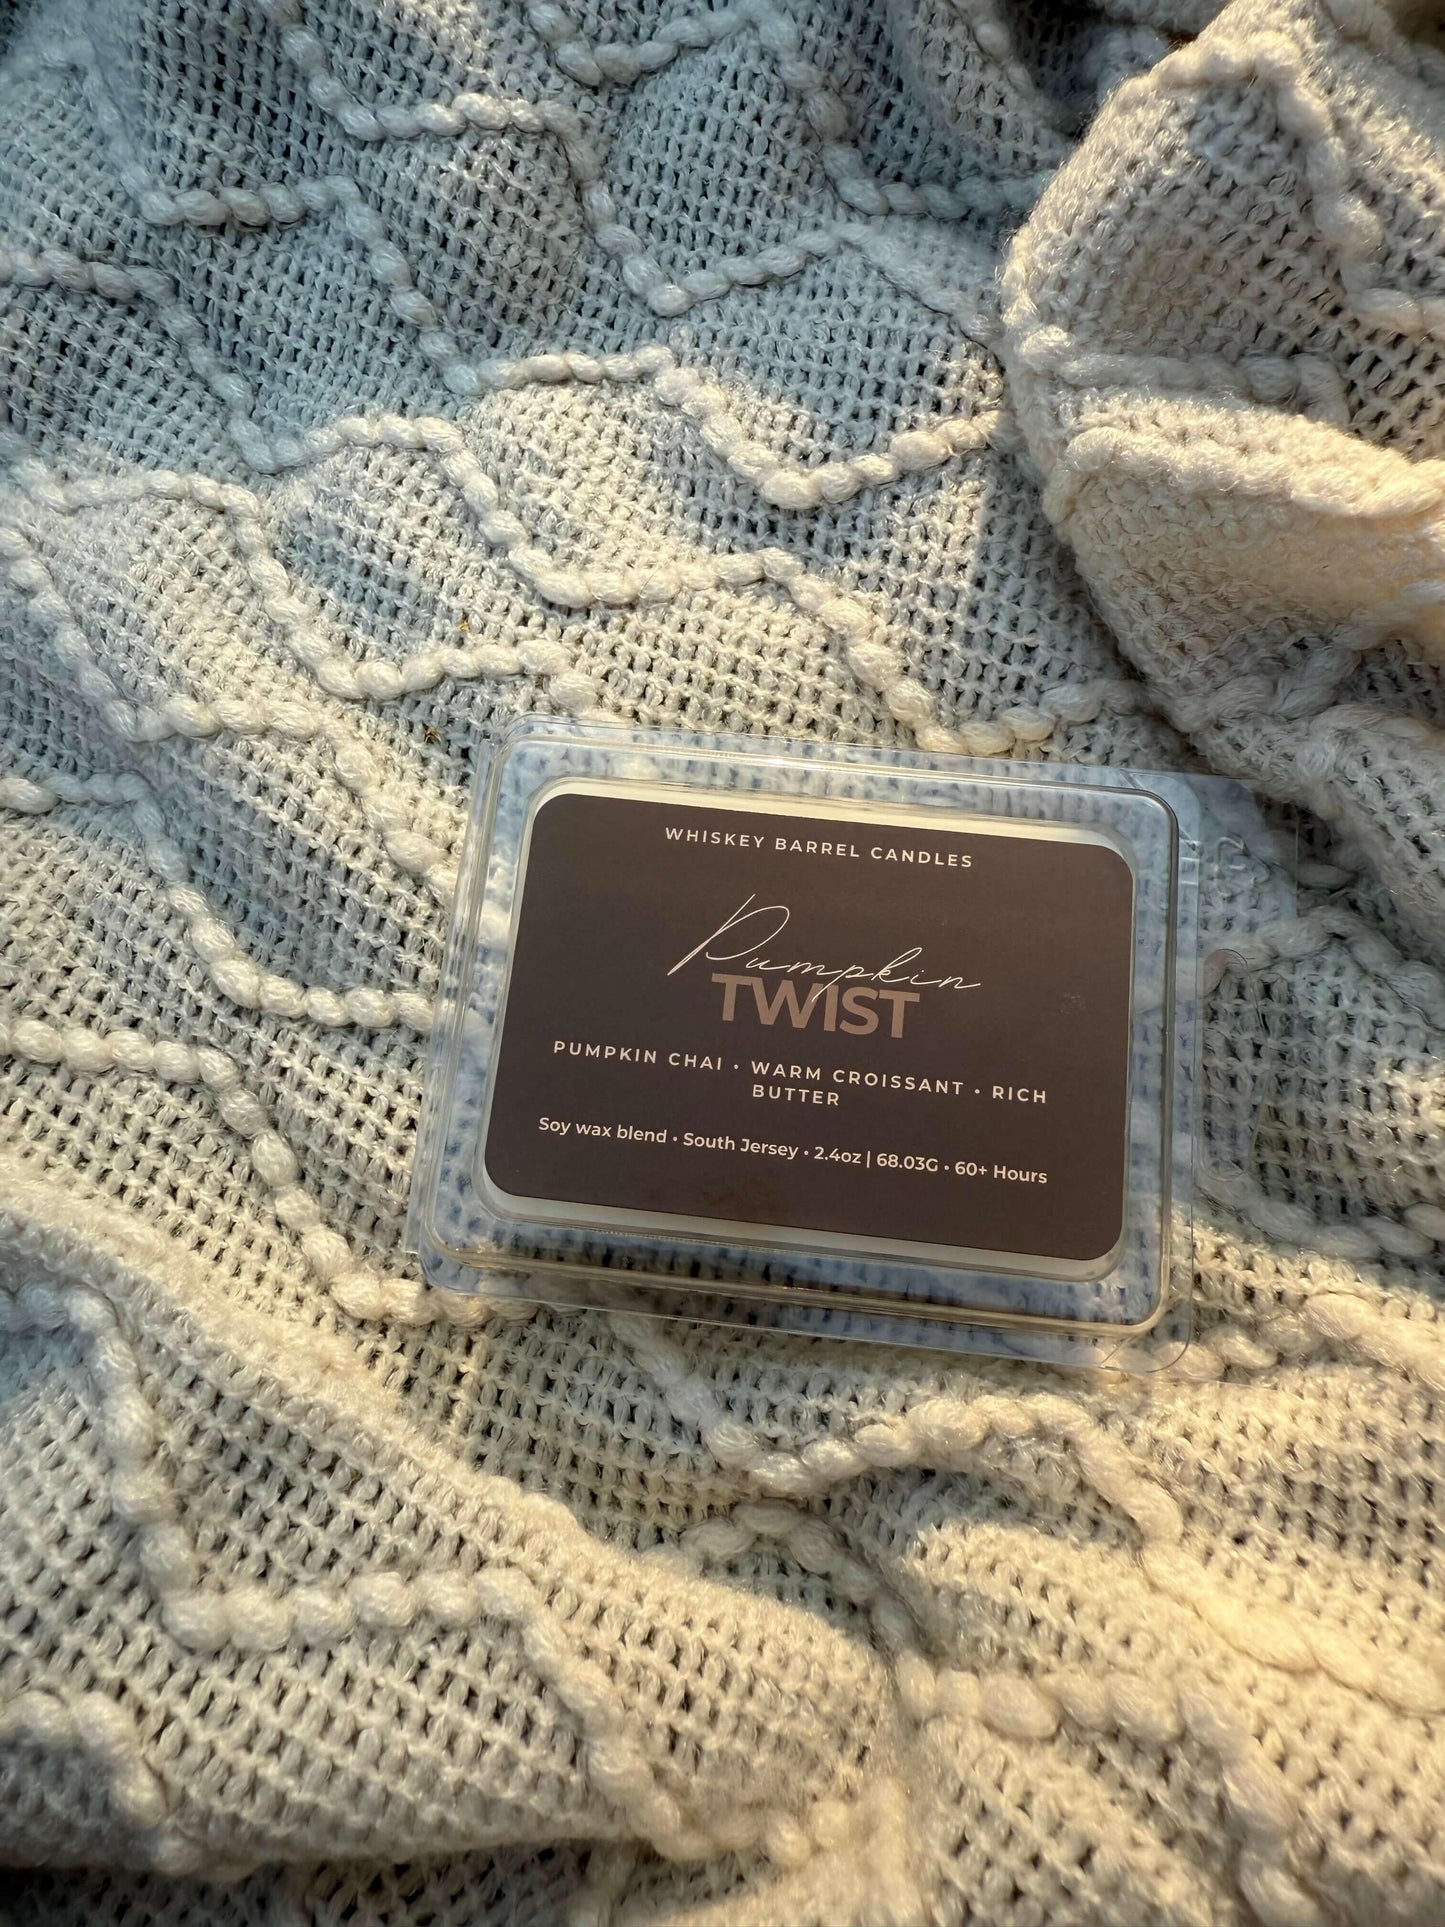 WHISKEY BARREL CANDLES
Pumpkin
TWIST
PUMPKIN CHAI • WARM CROISSANT • RICH
BUTTER
Soy wax blend • South Jersey • 2.4oz | 68.03G • 60+ Hours